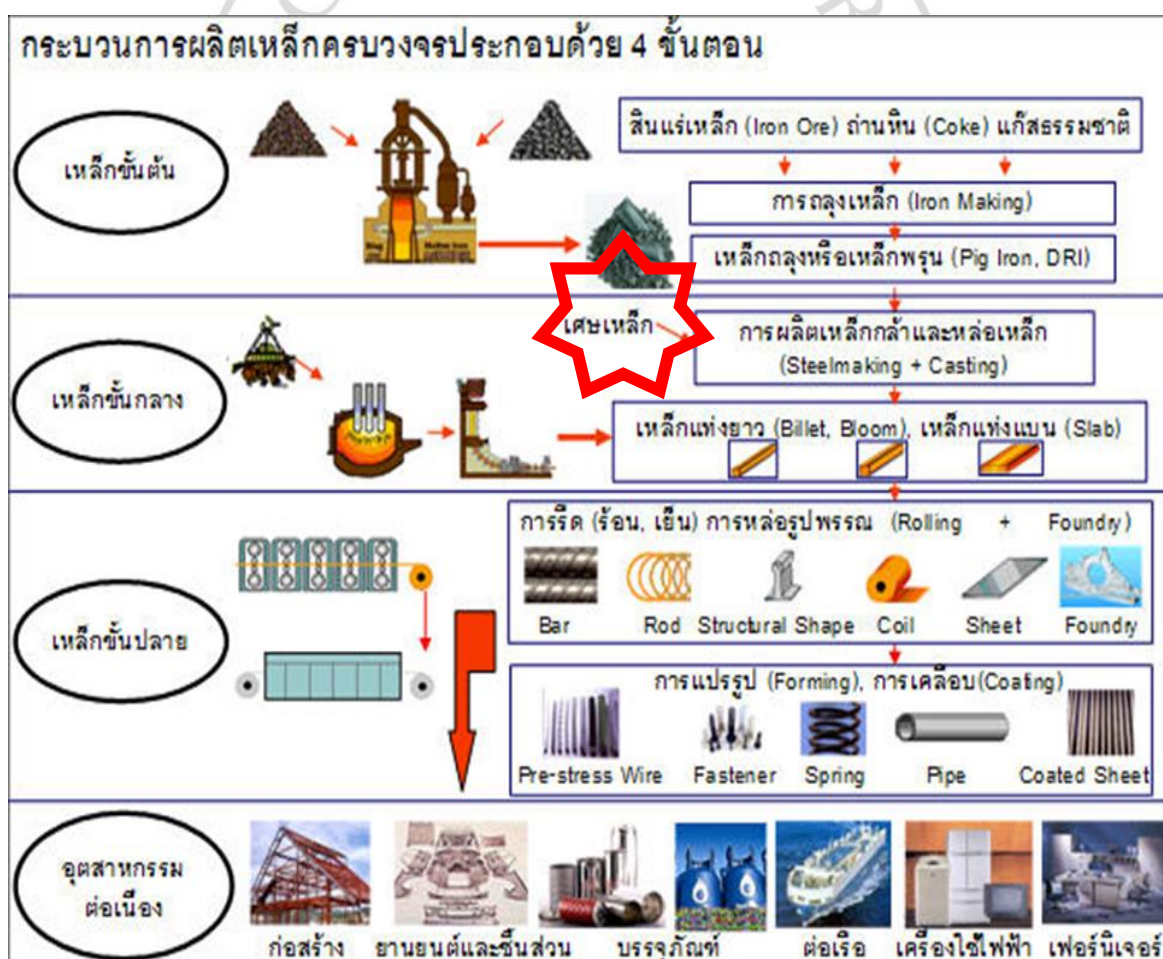 กระบวนการผลิตเหล็กครบวงจรประกอบด้วย 4 ขั้นตอน
เหล็กขั้นต้น
สินแร่เหล็ก (Iron Ore) ถ่านหิน (Coke) แก๊สธรรมชาติ
การถลุงเหล็ก (Iron Making)
เหล็กถลุงหรือเหล็กพรุน (Pig Iron, DRI)
เหล็กขั้นกลาง
เศษเหล็ก
การผลิตเหล็กกล้าและหล่อเหล็ก
(Steelmaking + Casting)
เหล็กแท่งยาว (Billet, Bloom), เหล็กแท่งแบน (Slab)
เหล็กขั้นปลาย
การรีด (ร้อน, เย็น) การหล่อรูปพรรณ (Rolling + Foundry)
Bar Rod Structural Shape Coil Sheet Foundry
การแปรรูป (Forming), การเคลือบ(Coating)
Pre-stress Wire Fastener Spring Pipe Coated Sheet
อุตสาหกรรม
ต่อเนื่อง
ก่อสร้าง ยานยนต์และชิ้นส่วน บรรจุภัณฑ์ ต่อเรือ เครื่องใช้ไฟฟ้า เฟอร์นิเจอร์